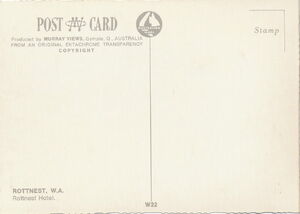 POST CARD
Produced by MURRAY VIEWS, Gympie, Q., AUSTRALIA
FROM AN ORIGINAL EKTACHROME TRANSPARENCY
COPYRIGHT
Stamp
ROTTNEST, W.A.
Rottnest Hotel.
W22